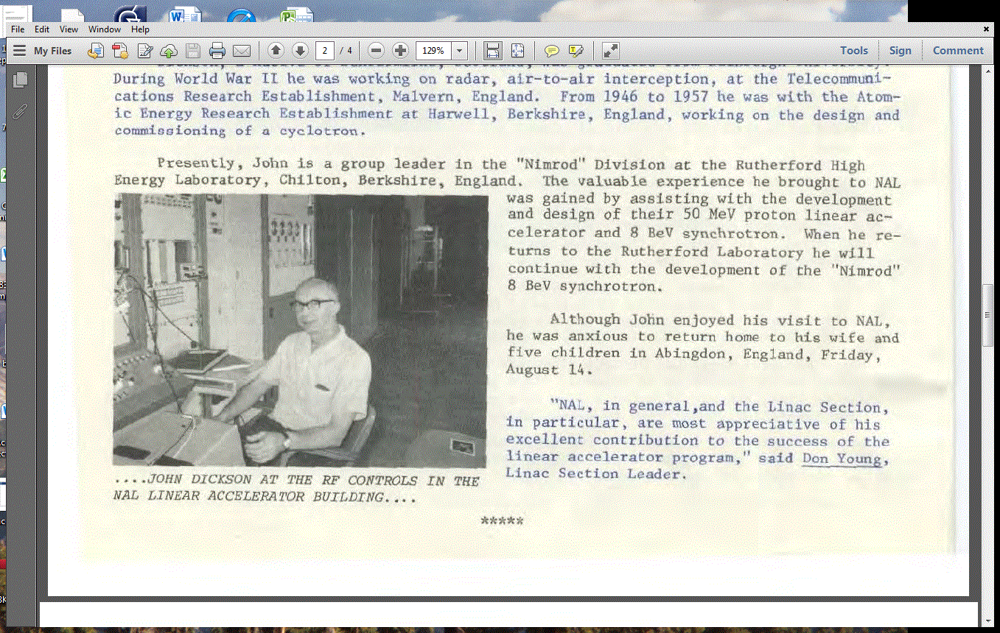 File Edit View Window Help
My Files 2 / 4 129% Tools Sign Comment
During World War II he was working on radar, air-to-air interception, at the Telecommuni-
cations Research Establishment, Malvern, England. From 1946 to 1957 he was with the Atom-
ic Energy Research Establishment at Harwell, Berkshire, England, working on the design and
commissioning of a cyclotron.
Presently, John is a group leader in the "Nimrod" Division at the Rutherford High
Energy Laboratory, Chilton, Berkshire, England. The valuable experience he brought to NAL
was gained by assisting with the development
and design of their 50 MeV proton linear ac-
celerator and 8 BeV synchrotron. When he re-
turns to the Rutherford Laboratory he will
continue with the development of the "Nimrod"
8 BeV synchrotron.
Although John enjoyed his visit to NAL,
he was anxious to return home to his wife and
five children in Abingdon, England, Friday,
August 14.
"NAL, in general,and the Linac Section,
in particular, are most appreciative of his
excellent contribution to the success of the
linear accelerator program," said Don Young,
Linac Section Leader.
....JOHN DICKSON AT THE RF CONTROLS IN THE
NAL LINEAR ACCELERATOR BUILDING....
*****